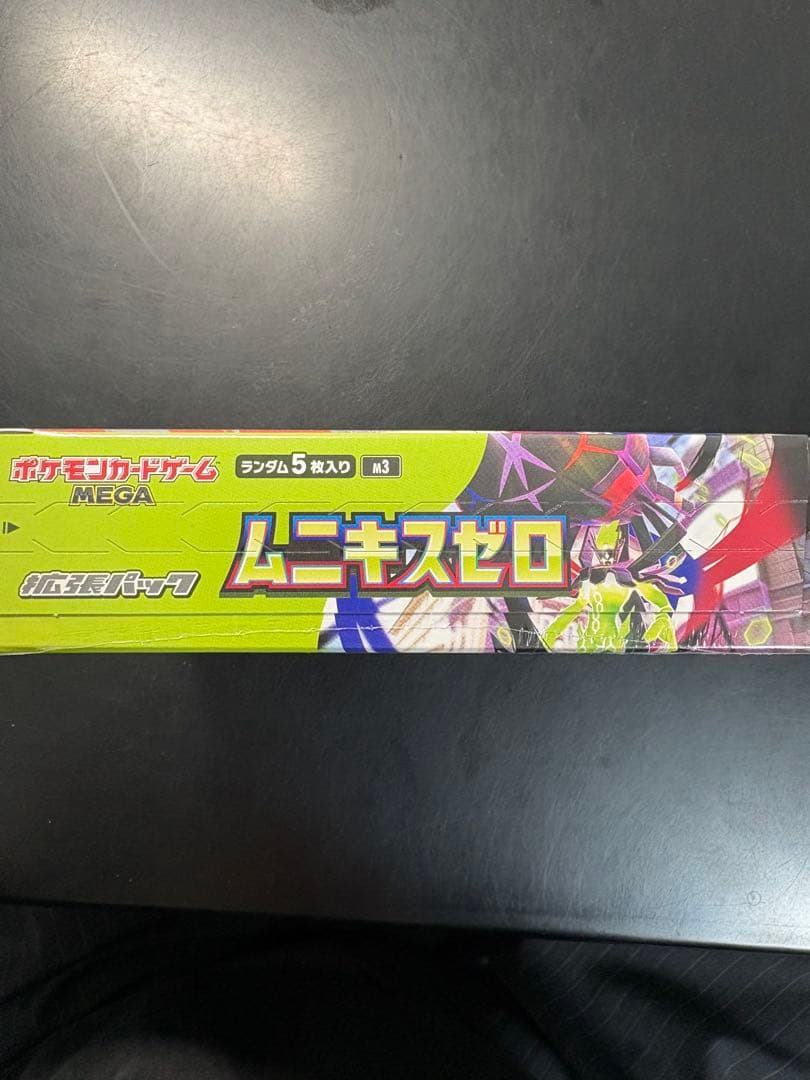 ポケモンカードゲーム
MEGA
ランダム5枚入り
M3
拡張パック
ムニキスゼロ